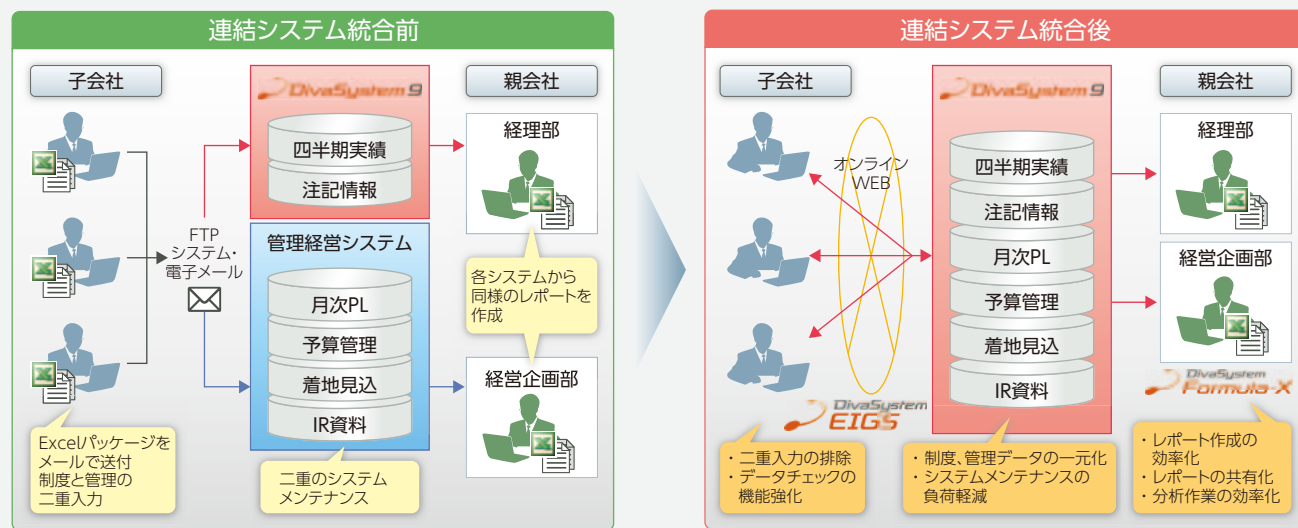 連結システム統合前
子会社
DivaSystem 9
親会社
四半期実績
注記情報
経理部
FTP
システム・
電子メール
管理経営システム
月次PL
予算管理
着地見込
IR資料
各システムから
同様のレポートを
作成
経営企画部
Excelパッケージを
メールで送付
制度と管理の
二重入力
二重のシステム
メンテナンス
連結システム統合後
子会社
DivaSystem 9
親会社
オンライン
WEB
四半期実績
注記情報
月次PL
予算管理
着地見込
IR資料
経理部
経営企画部
DivaSystem
EIGS
DivaSystem
Formula-X
・二重入力の排除
・データチェックの
機能強化
・制度、管理データの一元化
・システムメンテナンスの
負荷軽減
・レポート作成の
効率化
・レポートの共有化
・分析作業の効率化